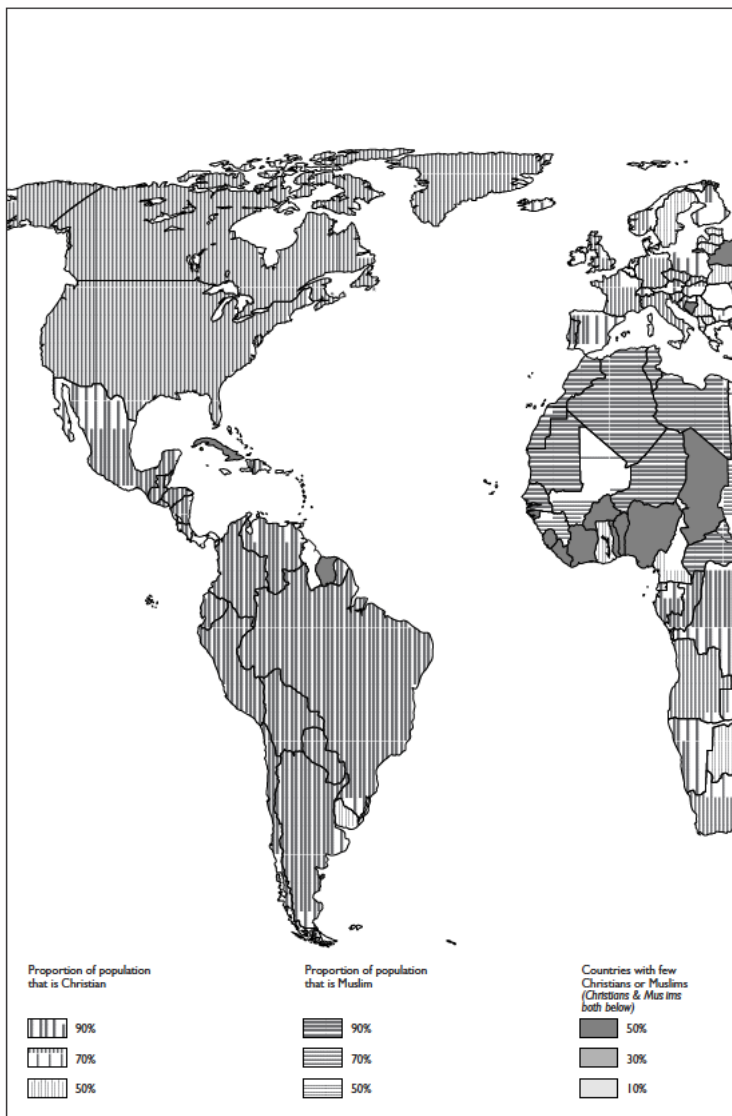 Proportion of population
that is Christian
90%
70%
50%
Proportion of population
that is Muslim
90%
70%
50%
Countries with few
Christians or Muslims
(Christians & Mus ims
both below)
50%
30%
10%